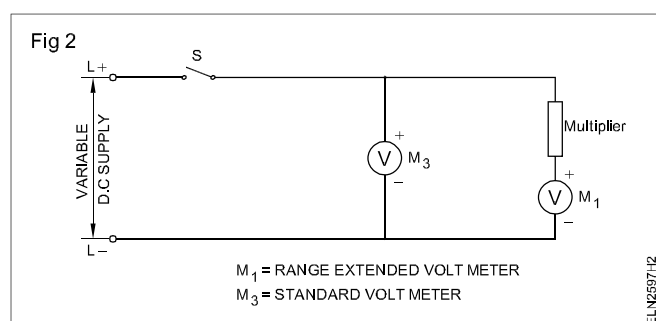 Fig 2
S
L+
VARIABLE
D.C SUPPLY
+
V M3
–
Multiplier
+
V M1
–
L–
M1 = RANGE EXTENDED VOLT METER
M3 = STANDARD VOLT METER
ELN2597H2